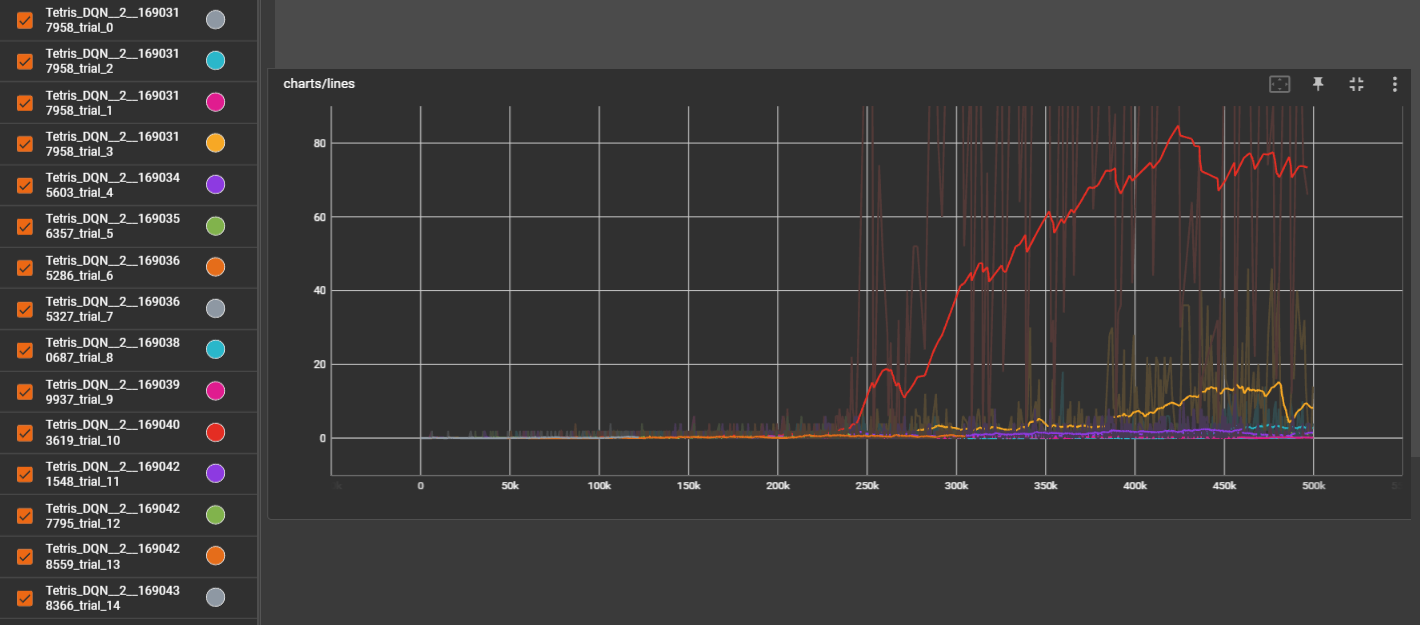 Tetris_DQN__2__169031
7958_trial_0
Tetris_DQN__2__169031
7958_trial_2
Tetris_DQN__2__169031
7958_trial_1
Tetris_DQN__2__169031
7958_trial_3
Tetris_DQN__2__169034
5603_trial_4
Tetris_DQN__2__169035
6357_trial_5
Tetris_DQN__2__169036
5286_trial_6
Tetris_DQN__2__169036
5327_trial_7
Tetris_DQN__2__169038
0687_trial_8
Tetris_DQN__2__169039
9937_trial_9
Tetris_DQN__2__169040
3619_trial_10
Tetris_DQN__2__169042
1548_trial_11
Tetris_DQN__2__169042
7795_trial_12
Tetris_DQN__2__169042
8559_trial_13
Tetris_DQN__2__169043
8366_trial_14
charts/lines
80
60
40
20
0
0 50k 100k 150k 200k 250k 300k 350k 400k 450k 500k